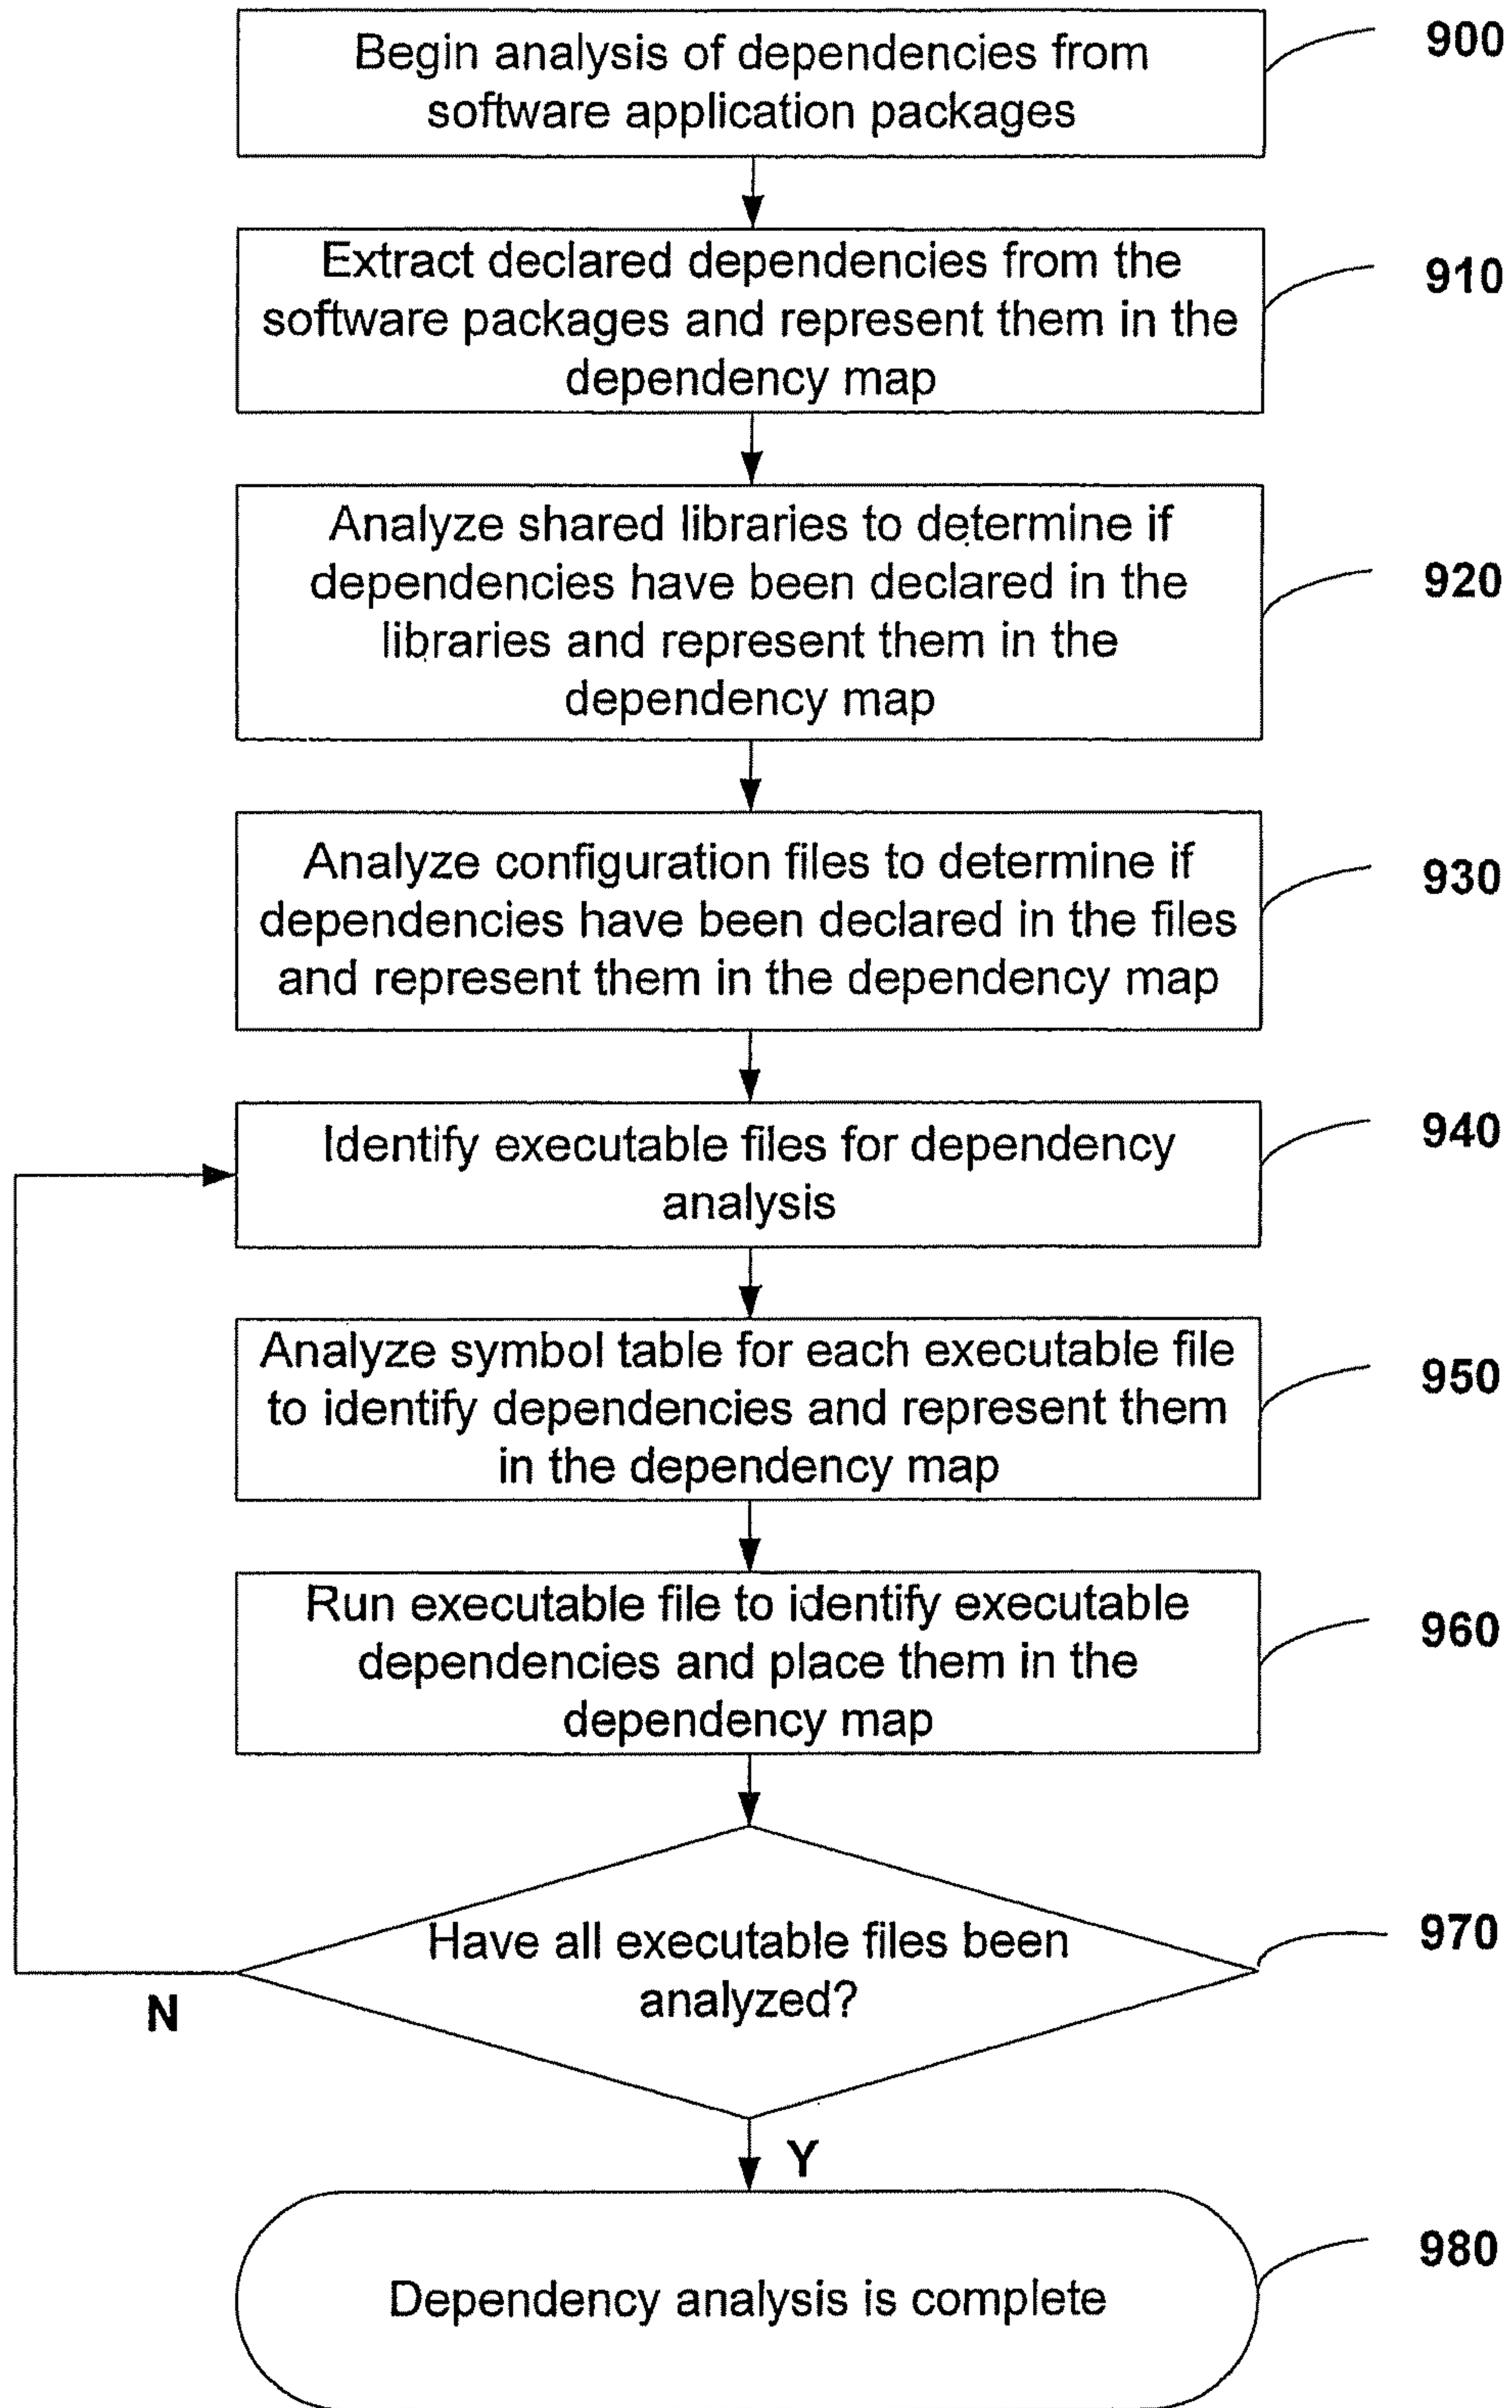 Begin analysis of dependencies from
software application packages
900
Extract declared dependencies from the
software packages and represent them in the
dependency map
910
Analyze shared libraries to determine if
dependencies have been declared in the
libraries and represent them in the
dependency map
920
Analyze configuration files to determine if
dependencies have been declared in the files
and represent them in the dependency map
930
Identify executable files for dependency
analysis
940
Analyze symbol table for each executable file
to identify dependencies and represent them
in the dependency map
950
Run executable file to identify executable
dependencies and place them in the
dependency map
960
Have all executable files been
analyzed?
970
N
Y
Dependency analysis is complete
980